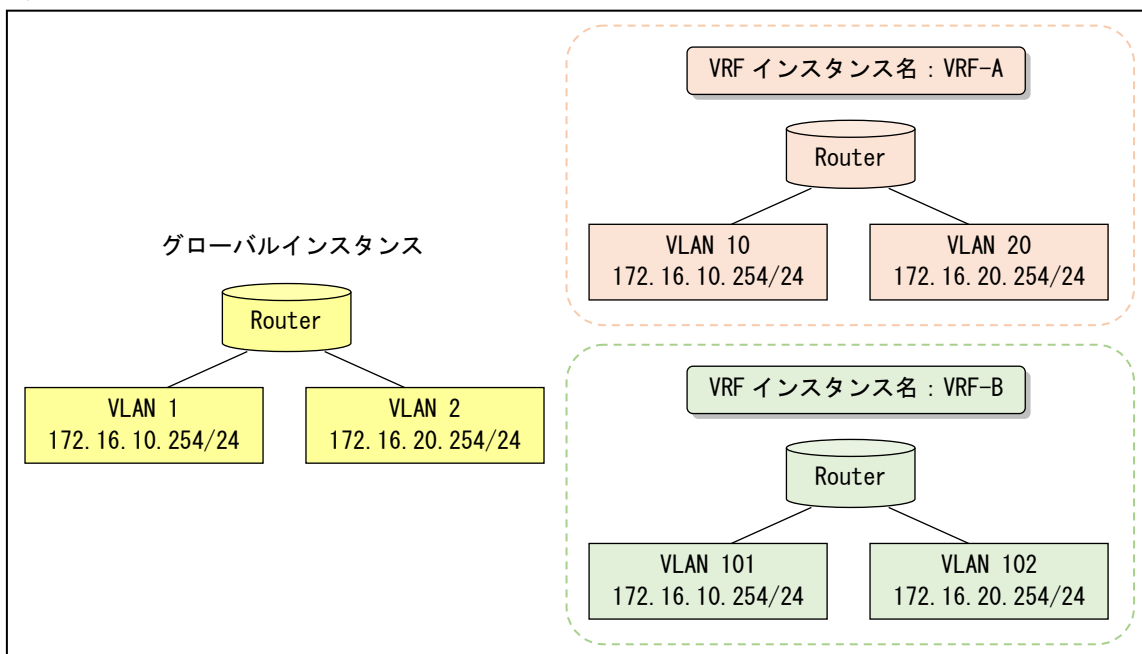 グローバルインスタンス
Router
VLAN 1
172.16.10.254/24
VLAN 2
172.16.20.254/24
VRF インスタンス名：VRF-A
Router
VLAN 10
172.16.10.254/24
VLAN 20
172.16.20.254/24
VRF インスタンス名：VRF-B
Router
VLAN 101
172.16.10.254/24
VLAN 102
172.16.20.254/24